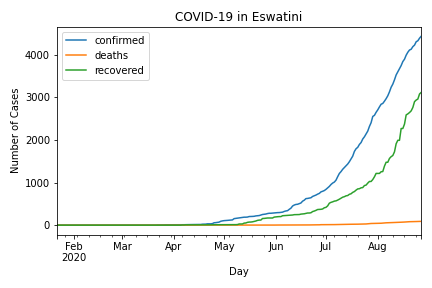 COVID-19 in Eswatini
confirmed
deaths
recovered
Number of Cases
4000
3000
2000
1000
0
Feb
2020
Mar
Apr
May
Jun
Jul
Aug
Day